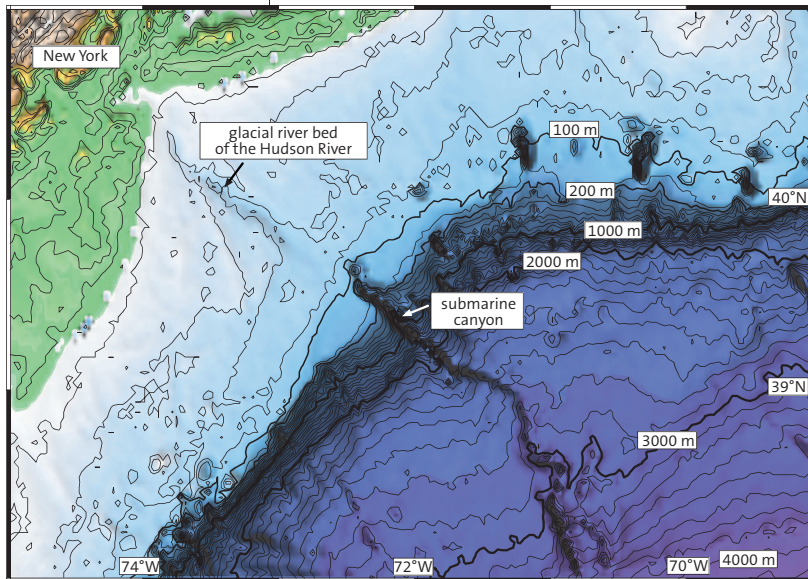 New York
glacial river bed
of the Hudson River
100 m
200 m
40°N
1000 m
2000 m
submarine
canyon
39°N
3000 m
74°W
72°W
70°W
4000 m